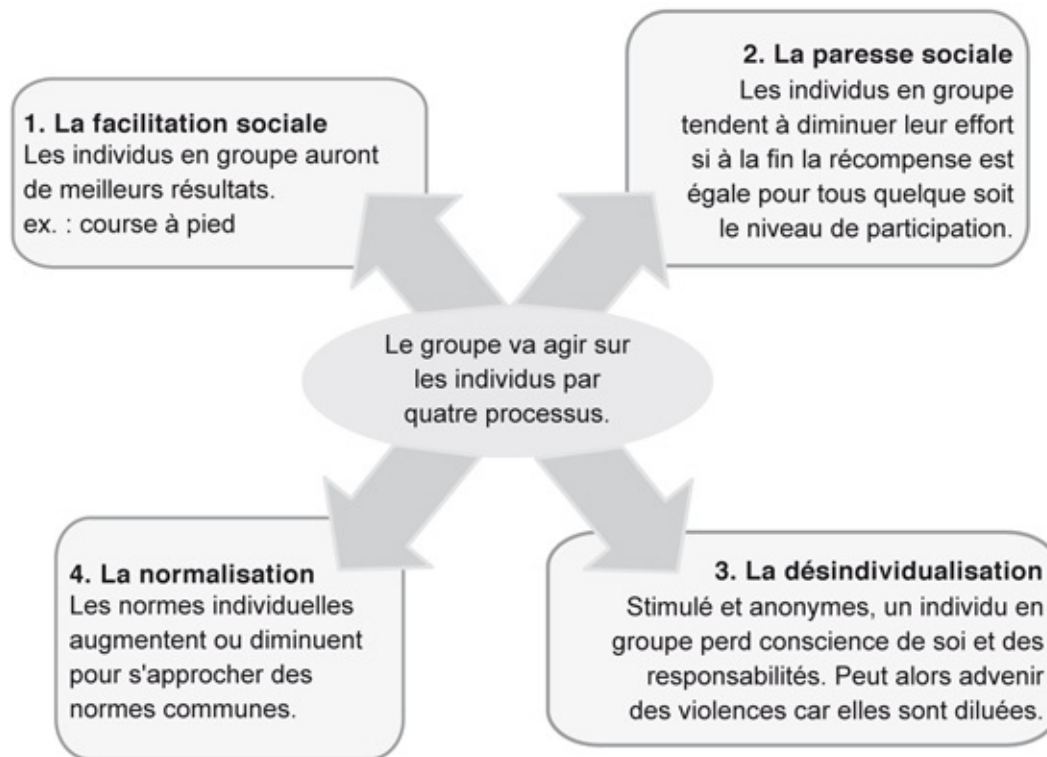 1. La facilitation sociale
Les individus en groupe auront
de meilleurs résultats.
ex. : course à pied
2. La paresse sociale
Les individus en groupe
tendent à diminuer leur effort
si à la fin la récompense est
égale pour tous quelque soit
le niveau de participation.
Le groupe va agir sur
les individus par
quatre processus.
4. La normalisation
Les normes individuelles
augmentent ou diminuent
pour s'approcher des
normes communes.
3. La désindividualisation
Stimulé et anonymes, un individu en
groupe perd conscience de soi et des
responsabilités. Peut alors advenir
des violences car elles sont diluées.